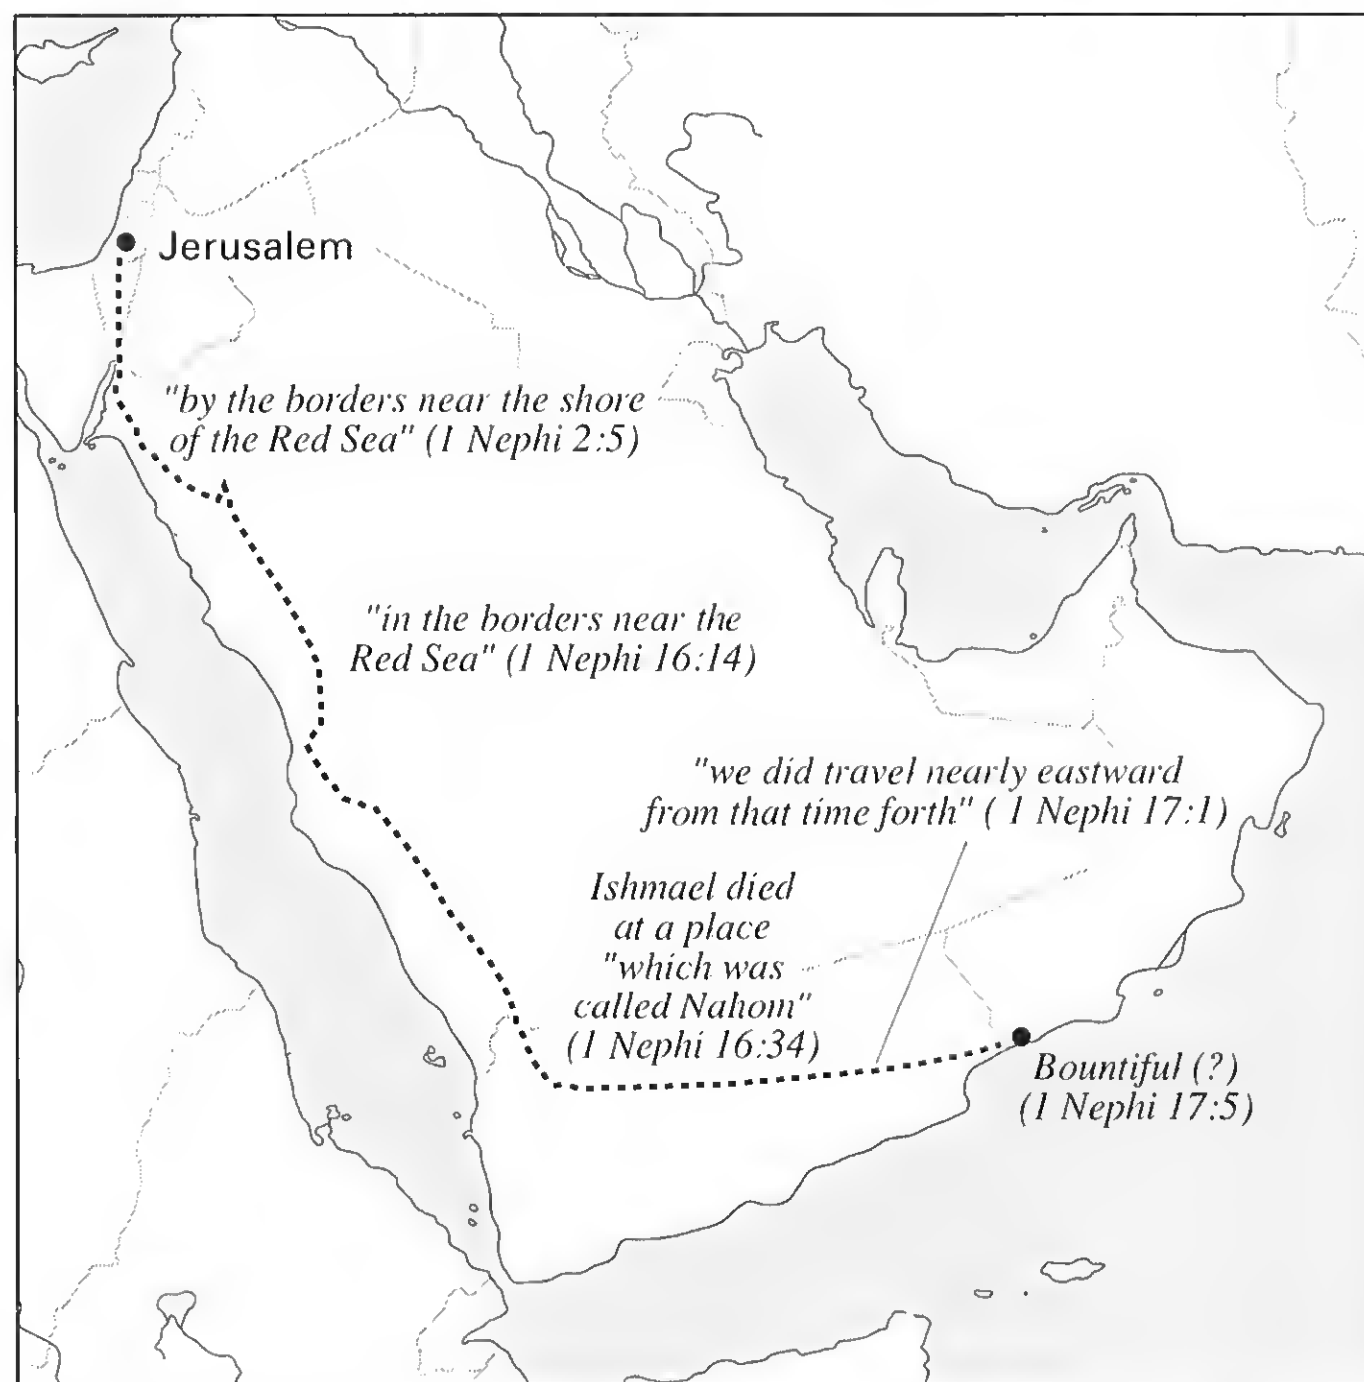 Jerusalem
"by the borders near the shore
of the Red Sea" (1 Nephi 2:5)
"in the borders near the
Red Sea" (1 Nephi 16:14)
"we did travel nearly eastward
from that time forth" ( 1 Nephi 17:1)
Ishmael died
at a place
"which was
called Nahom"
(1 Nephi 16:34)
Bountiful (?)
(1 Nephi 17:5)